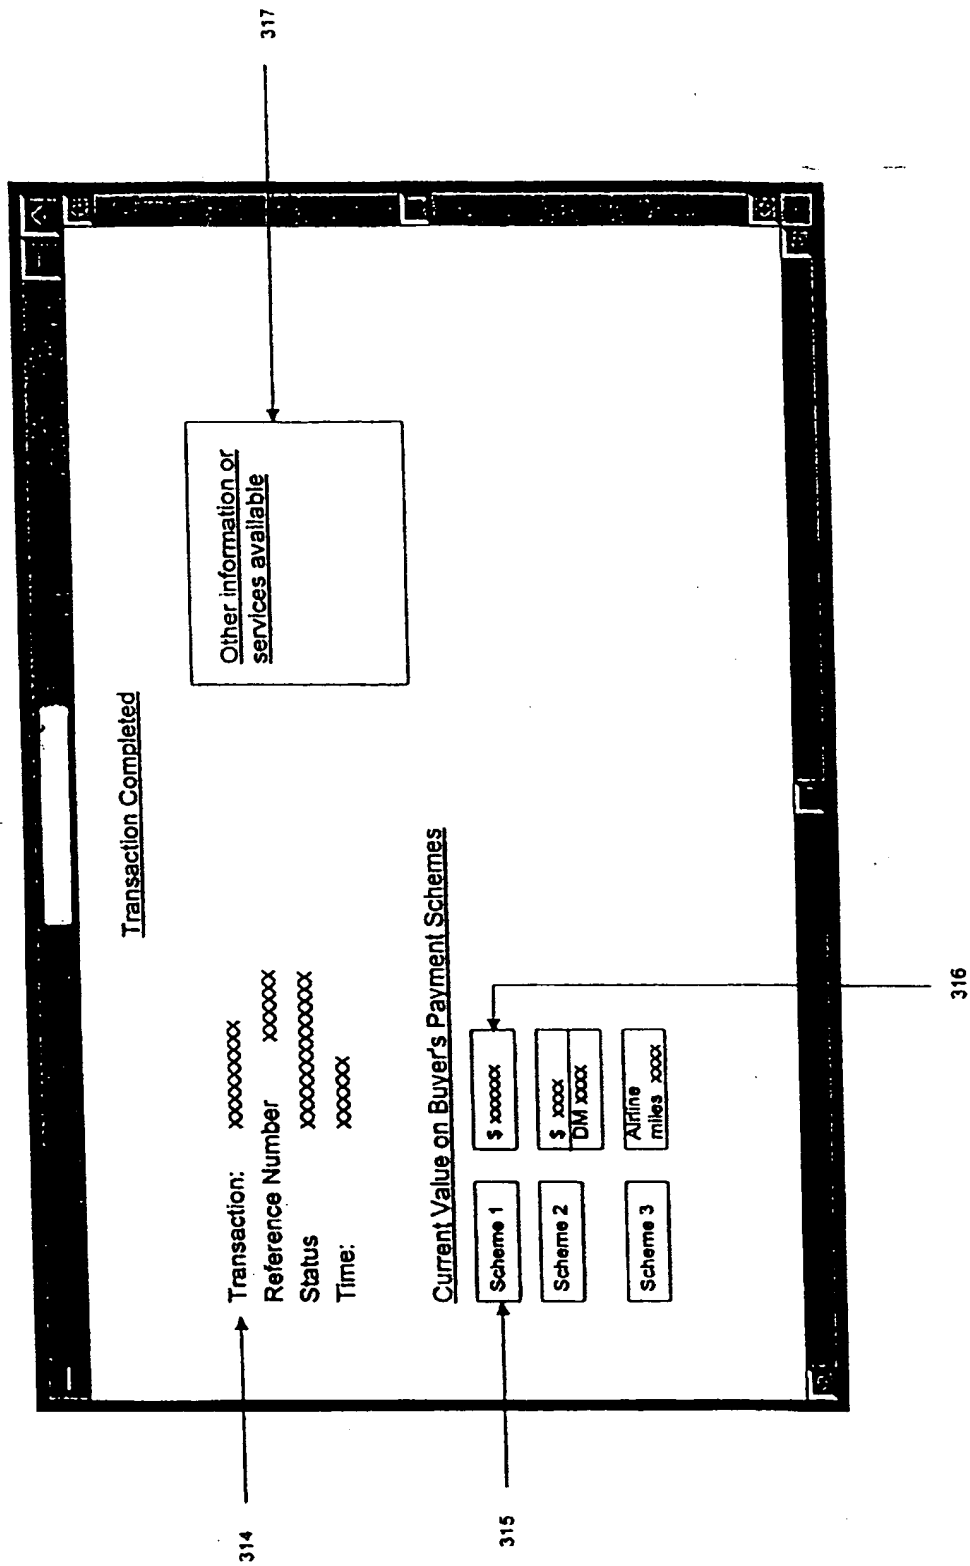 317
Transaction Completed
Transaction: xxxxxxxxx
Reference Number xxxxxx
Status xxxxxxxxxxxx
Time: xxxxxx
Other information or
services available
Current Value on Buyer's Payment Schemes
Scheme 1 $ xxxxxx
Scheme 2 $ xxxx
DM xxxx
Scheme 3 Airline
miles xxxx
314
315
316